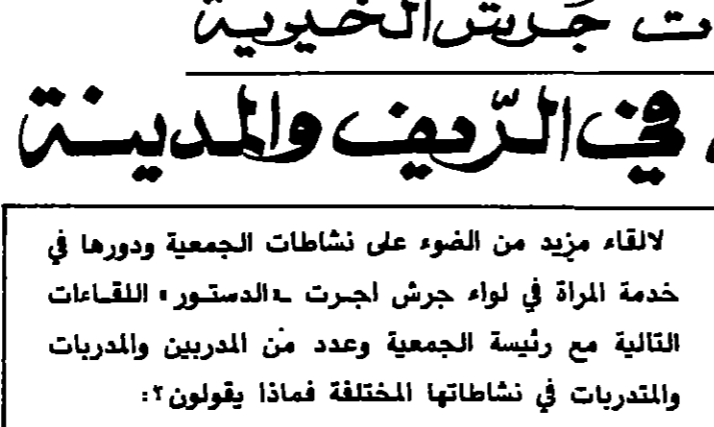 ت جَرش الخيرية
في الرّيف والمدينة
لالقاء مزيد من الضوء على نشاطات الجمعية ودورها في
خدمة المراة في لواء جرش اجرت «الدستور» اللقاءات
التالية مع رئيسة الجمعية وعدد من المدربين والمدربات
والمتدربات في نشاطاتها المختلفة فماذا يقولون؟: